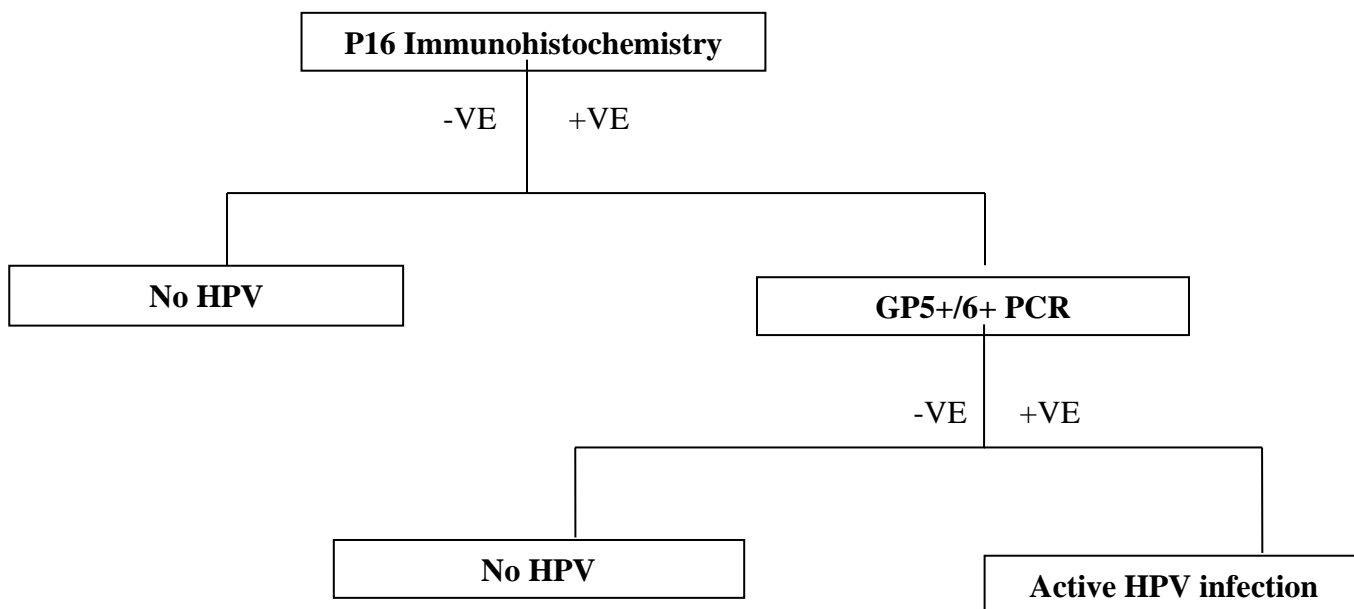 P16 Immunohistochemistry
-VE +VE
No HPV
GP5+/6+ PCR
-VE +VE
No HPV
Active HPV infection